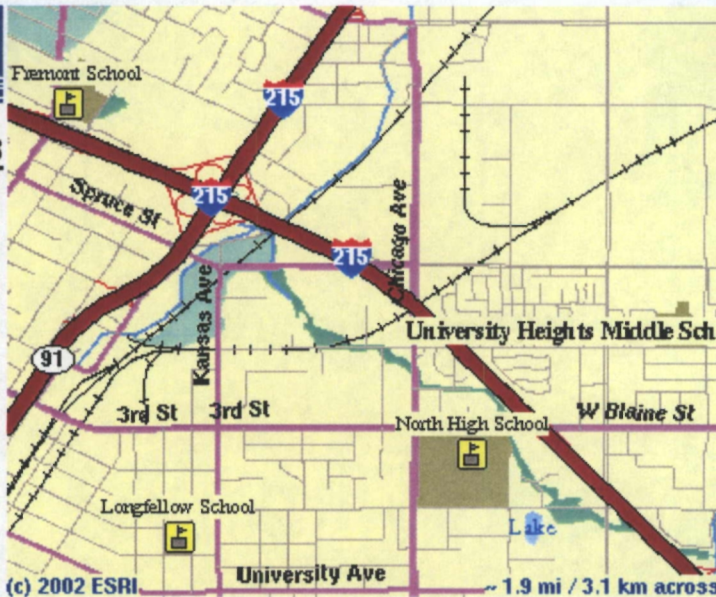 Fremont School
215
215
Spruce St
215
Chicago Ave
Kansas Ave
University Heights Middle Sch
91
3rd St
3rd St
W Blaine St
North High School
Longfellow School
Lake
University Ave
(c) 2002 ESRI
~ 1.9 mi / 3.1 km across